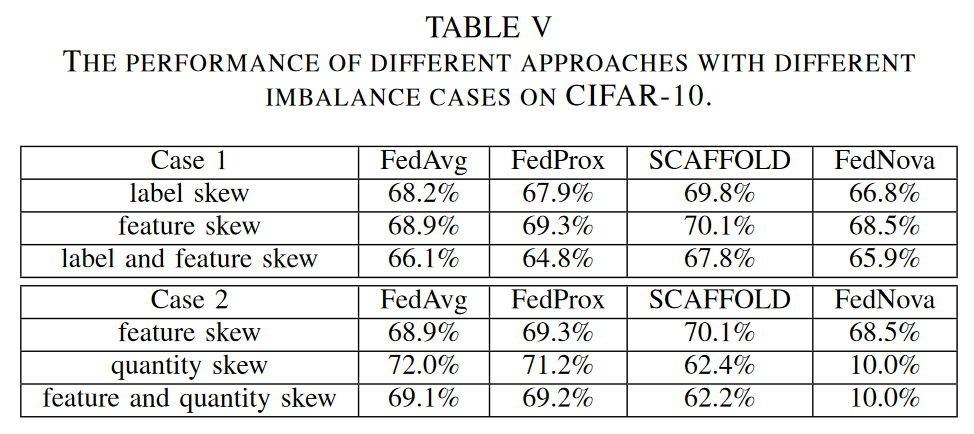 TABLE V
THE PERFORMANCE OF DIFFERENT APPROACHES WITH DIFFERENT
IMBALANCE CASES ON CIFAR-10.
Case 1 FedAvg FedProx SCAFFOLD FedNova
label skew 68.2% 67.9% 69.8% 66.8%
feature skew 68.9% 69.3% 70.1% 68.5%
label and feature skew 66.1% 64.8% 67.8% 65.9%
Case 2 FedAvg FedProx SCAFFOLD FedNova
feature skew 68.9% 69.3% 70.1% 68.5%
quantity skew 72.0% 71.2% 62.4% 10.0%
feature and quantity skew 69.1% 69.2% 62.2% 10.0%